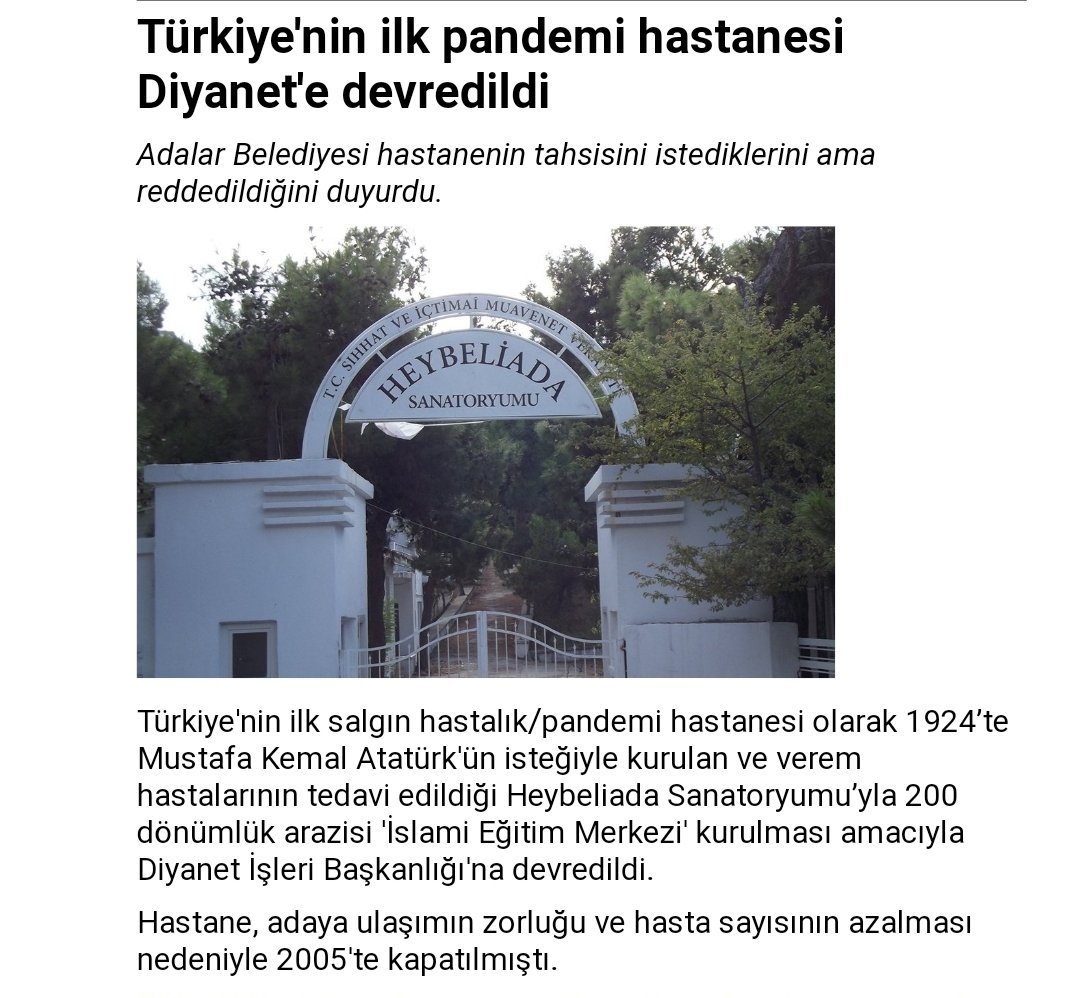 Türkiye'nin ilk pandemi hastanesi
Diyanet'e devredildi
Adalar Belediyesi hastanenin tahsisini istediklerini ama
reddedildiğini duyurdu.
T.C. SIHHAT VE İÇTİMAÎ MUAVENET
HEYBELİADA
SANATORYUMU
Türkiye'nin ilk salgın hastalık/pandemi hastanesi olarak 1924’te
Mustafa Kemal Atatürk'ün isteğiyle kurulan ve verem
hastalarının tedavi edildiği Heybeliada Sanatoryumu’yla 200
dönümlük arazisi 'İslami Eğitim Merkezi' kurulması amacıyla
Diyanet İşleri Başkanlığı'na devredildi.
Hastane, adaya ulaşımın zorluğu ve hasta sayısının azalması
nedeniyle 2005'te kapatılmıştı.